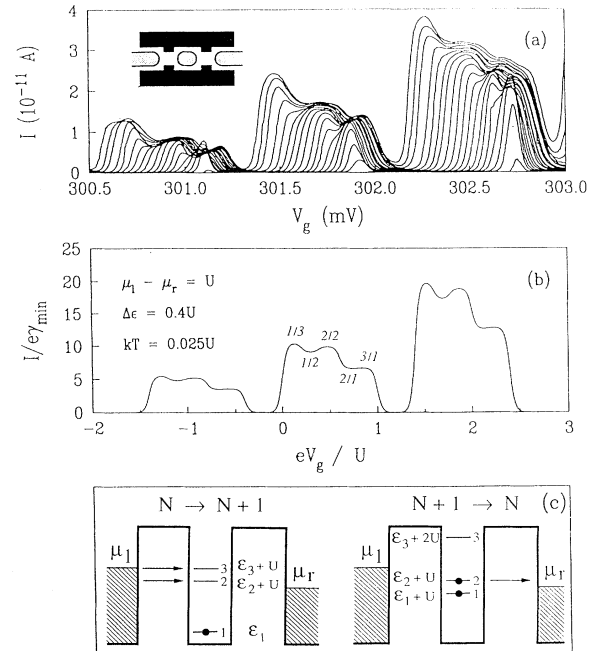 (a)
I (10⁻¹¹ A)
4
3
2
1
0
300.5 301.0 301.5 302.0 302.5 303.0
V_g (mV)
(b)
I/eγ_min
25
20
15
10
5
0
μ_l − μ_r = U
Δε = 0.4U
kT = 0.025U
1/3
2/2
3/1
1/2
2/1
−2 −1 0 1 2 3
eV_g / U
(c)
N → N + 1
μ_l
3 ε₃ + U
2 ε₂ + U
μ_r
1 ε₁
N + 1 → N
ε₃ + 2U 3
μ_l
ε₂ + U 2
ε₁ + U 1
μ_r